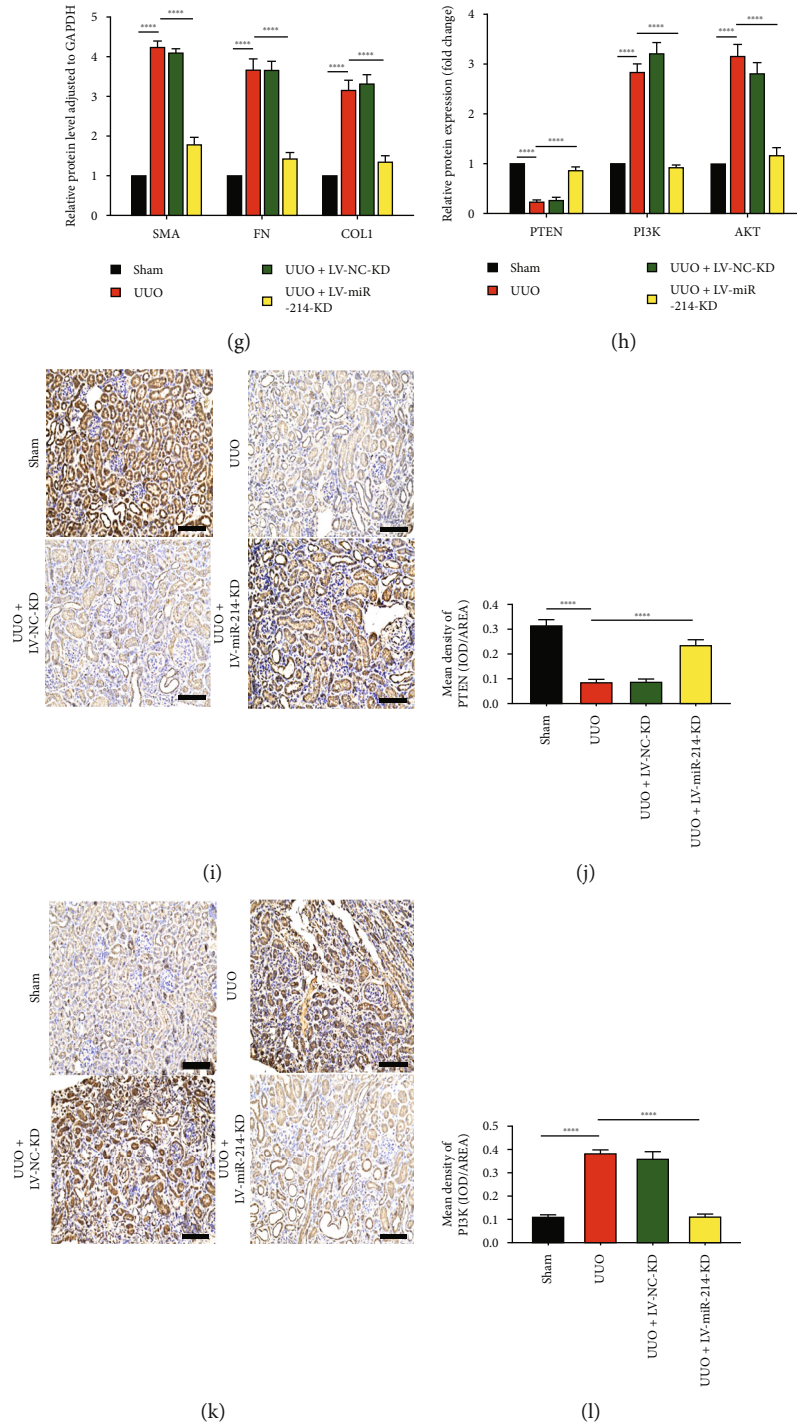 Relative protein level adjusted to GAPDH
5
4
3
2
1
0
**** ****
**** ****
**** ****
SMA
FN
COL1
Sham
UUO
UUO + LV-NC-KD
UUO + LV-miR
-214-KD
(g)
Relative protein expression (fold change)
4
3
2
1
0
**** ****
**** ****
**** ****
PTEN
PI3K
AKT
Sham
UUO
UUO + LV-NC-KD
UUO + LV-miR
-214-KD
(h)
Sham
UUO
UUO +
LV-NC-KD
UUO +
LV-miR-214-KD
(i)
Mean density of
PTEN (IOD/AREA)
0.4
0.3
0.2
0.1
0.0
****
****
Sham
UUO
UUO + LV-NC-KD
UUO + LV-miR-214-KD
(j)
Sham
UUO
UUO +
LV-NC-KD
UUO +
LV-miR-214-KD
(k)
Mean density of
PI3K (IOD/AREA)
0.5
0.4
0.3
0.2
0.1
0.0
****
****
Sham
UUO
UUO + LV-NC-KD
UUO + LV-miR-214-KD
(l)